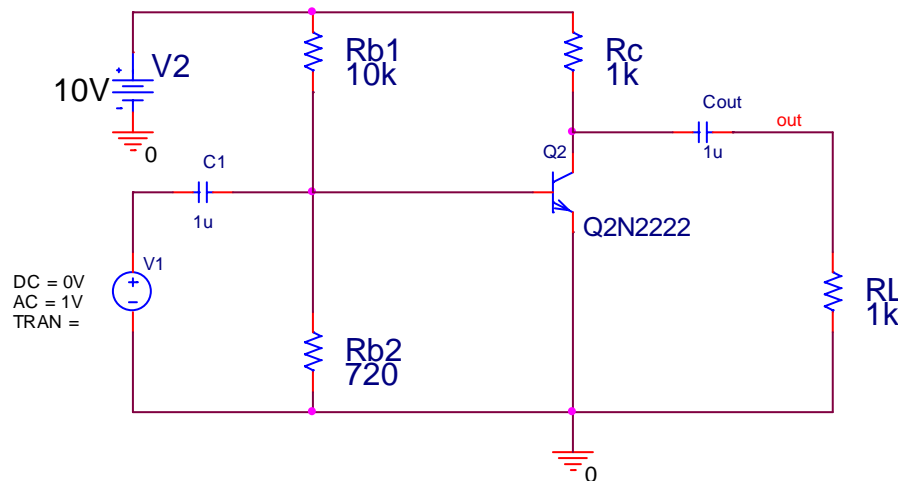 Rb1
10k
Rc
1k
V2
10V
+
-
0
Cout
1u
out
C1
1u
Q2
Q2N2222
V1
+
-
DC = 0V
AC = 1V
TRAN =
RL
1k
Rb2
720
0